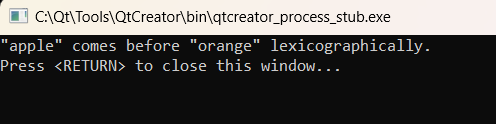 C:\Qt\Tools\QtCreator\bin\qtcreator_process_stub.exe
"apple" comes before "orange" lexicographically.
Press <RETURN> to close this window...